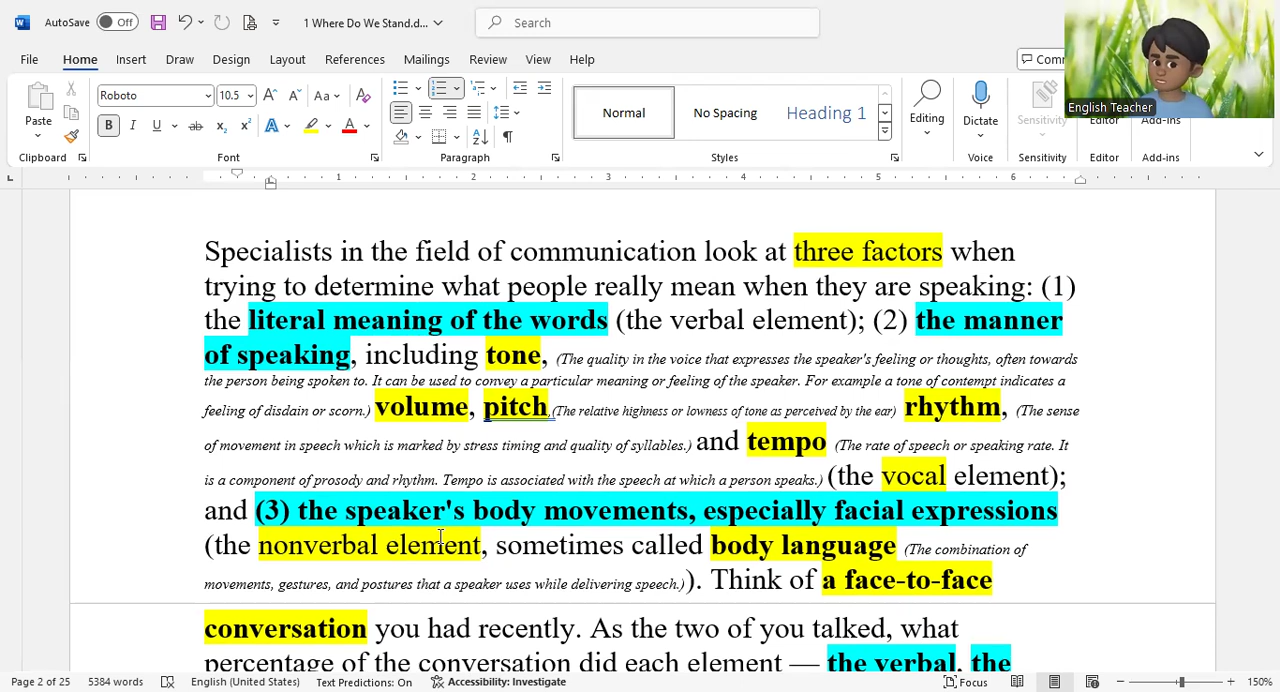 AutoSave Off 1 Where Do We Stand.d... Search
File Home Insert Draw Design Layout References Mailings Review View Help
Roboto 10.5
Paste Normal No Spacing Heading 1 Editing Dictate Sensitivity Editor Add-ins
English Teacher
Clipboard Font Paragraph Styles Voice Sensitivity Editor Add-ins
1 2 3 4 5 6
Specialists in the field of communication look at three factors when
trying to determine what people really mean when they are speaking: (1)
the literal meaning of the words (the verbal element); (2) the manner
of speaking, including tone, (The quality in the voice that expresses the speaker's feeling or thoughts, often towards
the person being spoken to. It can be used to convey a particular meaning or feeling of the speaker. For example a tone of contempt indicates a
feeling of disdain or scorn.) volume, pitch,(The relative highness or lowness of tone as perceived by the ear) rhythm, (The sense
of movement in speech which is marked by stress timing and quality of syllables.) and tempo (The rate of speech or speaking rate. It
is a component of prosody and rhythm. Tempo is associated with the speech at which a person speaks.) (the vocal element);
and (3) the speaker's body movements, especially facial expressions
(the nonverbal element, sometimes called body language (The combination of
movements, gestures, and postures that a speaker uses while delivering speech.)). Think of a face-to-face
conversation you had recently. As the two of you talked, what
percentage of the conversation did each element — the verbal, the
Page 2 of 25 5384 words English (United States) Text Predictions: On Accessibility: Investigate Focus 150%